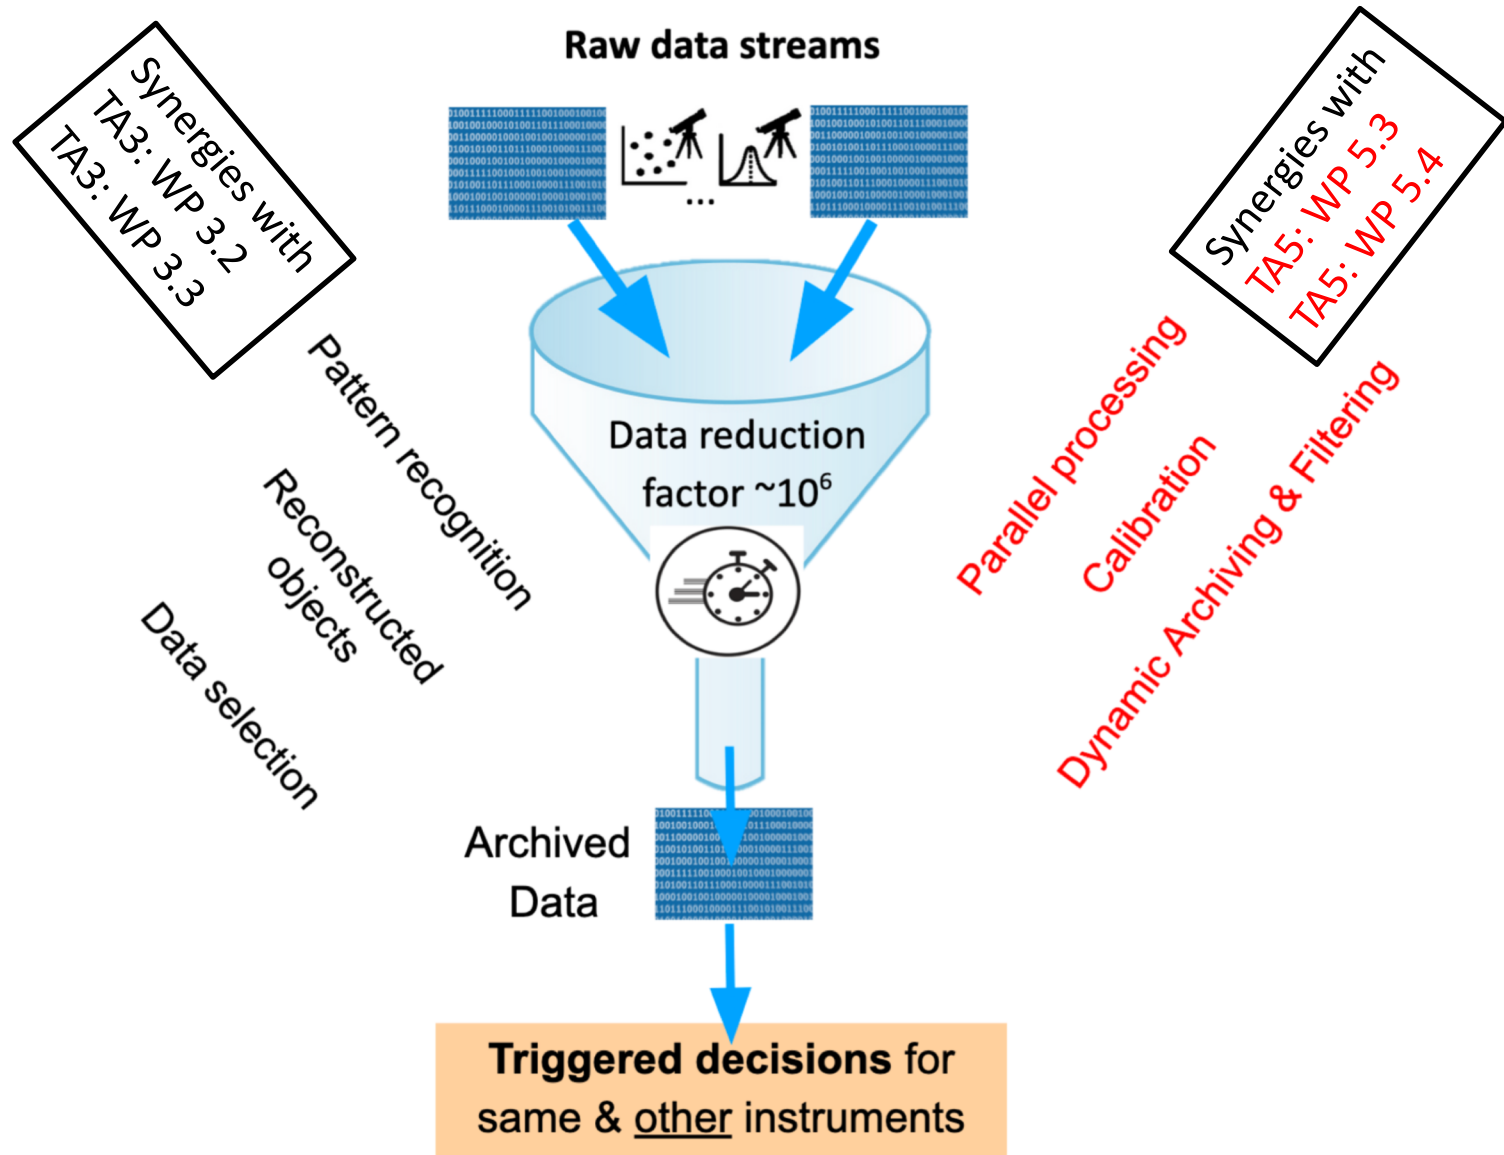 Raw data streams
...
Synergies with
TA3: WP 3.2
TA3: WP 3.3
Synergies with
TA5: WP 5.3
TA5: WP 5.4
Data reduction
factor ~10⁶
Pattern recognition
Reconstructed
objects
Data selection
Parallel processing
Calibration
Dynamic Archiving & Filtering
Archived
Data
Triggered decisions for
same & other instruments